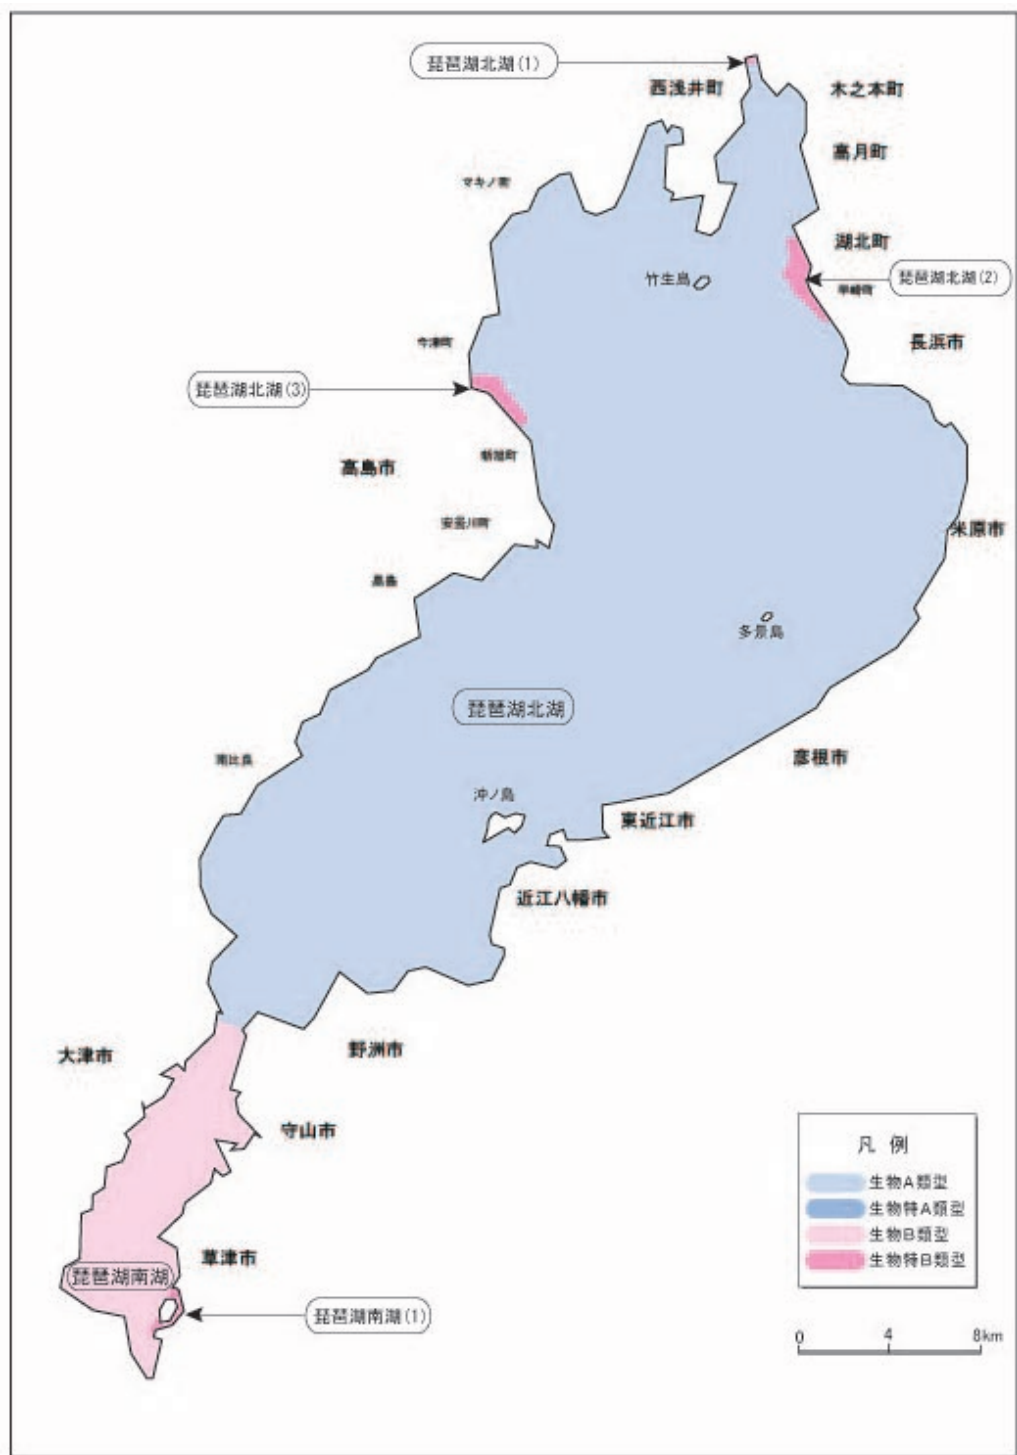 琵琶湖北湖(1)
西浅井町
木之本町
高月町
マキノ町
湖北町
琵琶湖北湖(2)
竹生島
長浜市
今津町
琵琶湖北湖(3)
高島市
新旭町
安曇川町
高島
米原市
多景島
琵琶湖北湖
南比良
彦根市
沖ノ島
東近江市
近江八幡市
大津市
野洲市
守山市
草津市
琵琶湖南湖
琵琶湖南湖(1)
凡例
生物A類型
生物特A類型
生物B類型
生物特B類型
0 4 8km